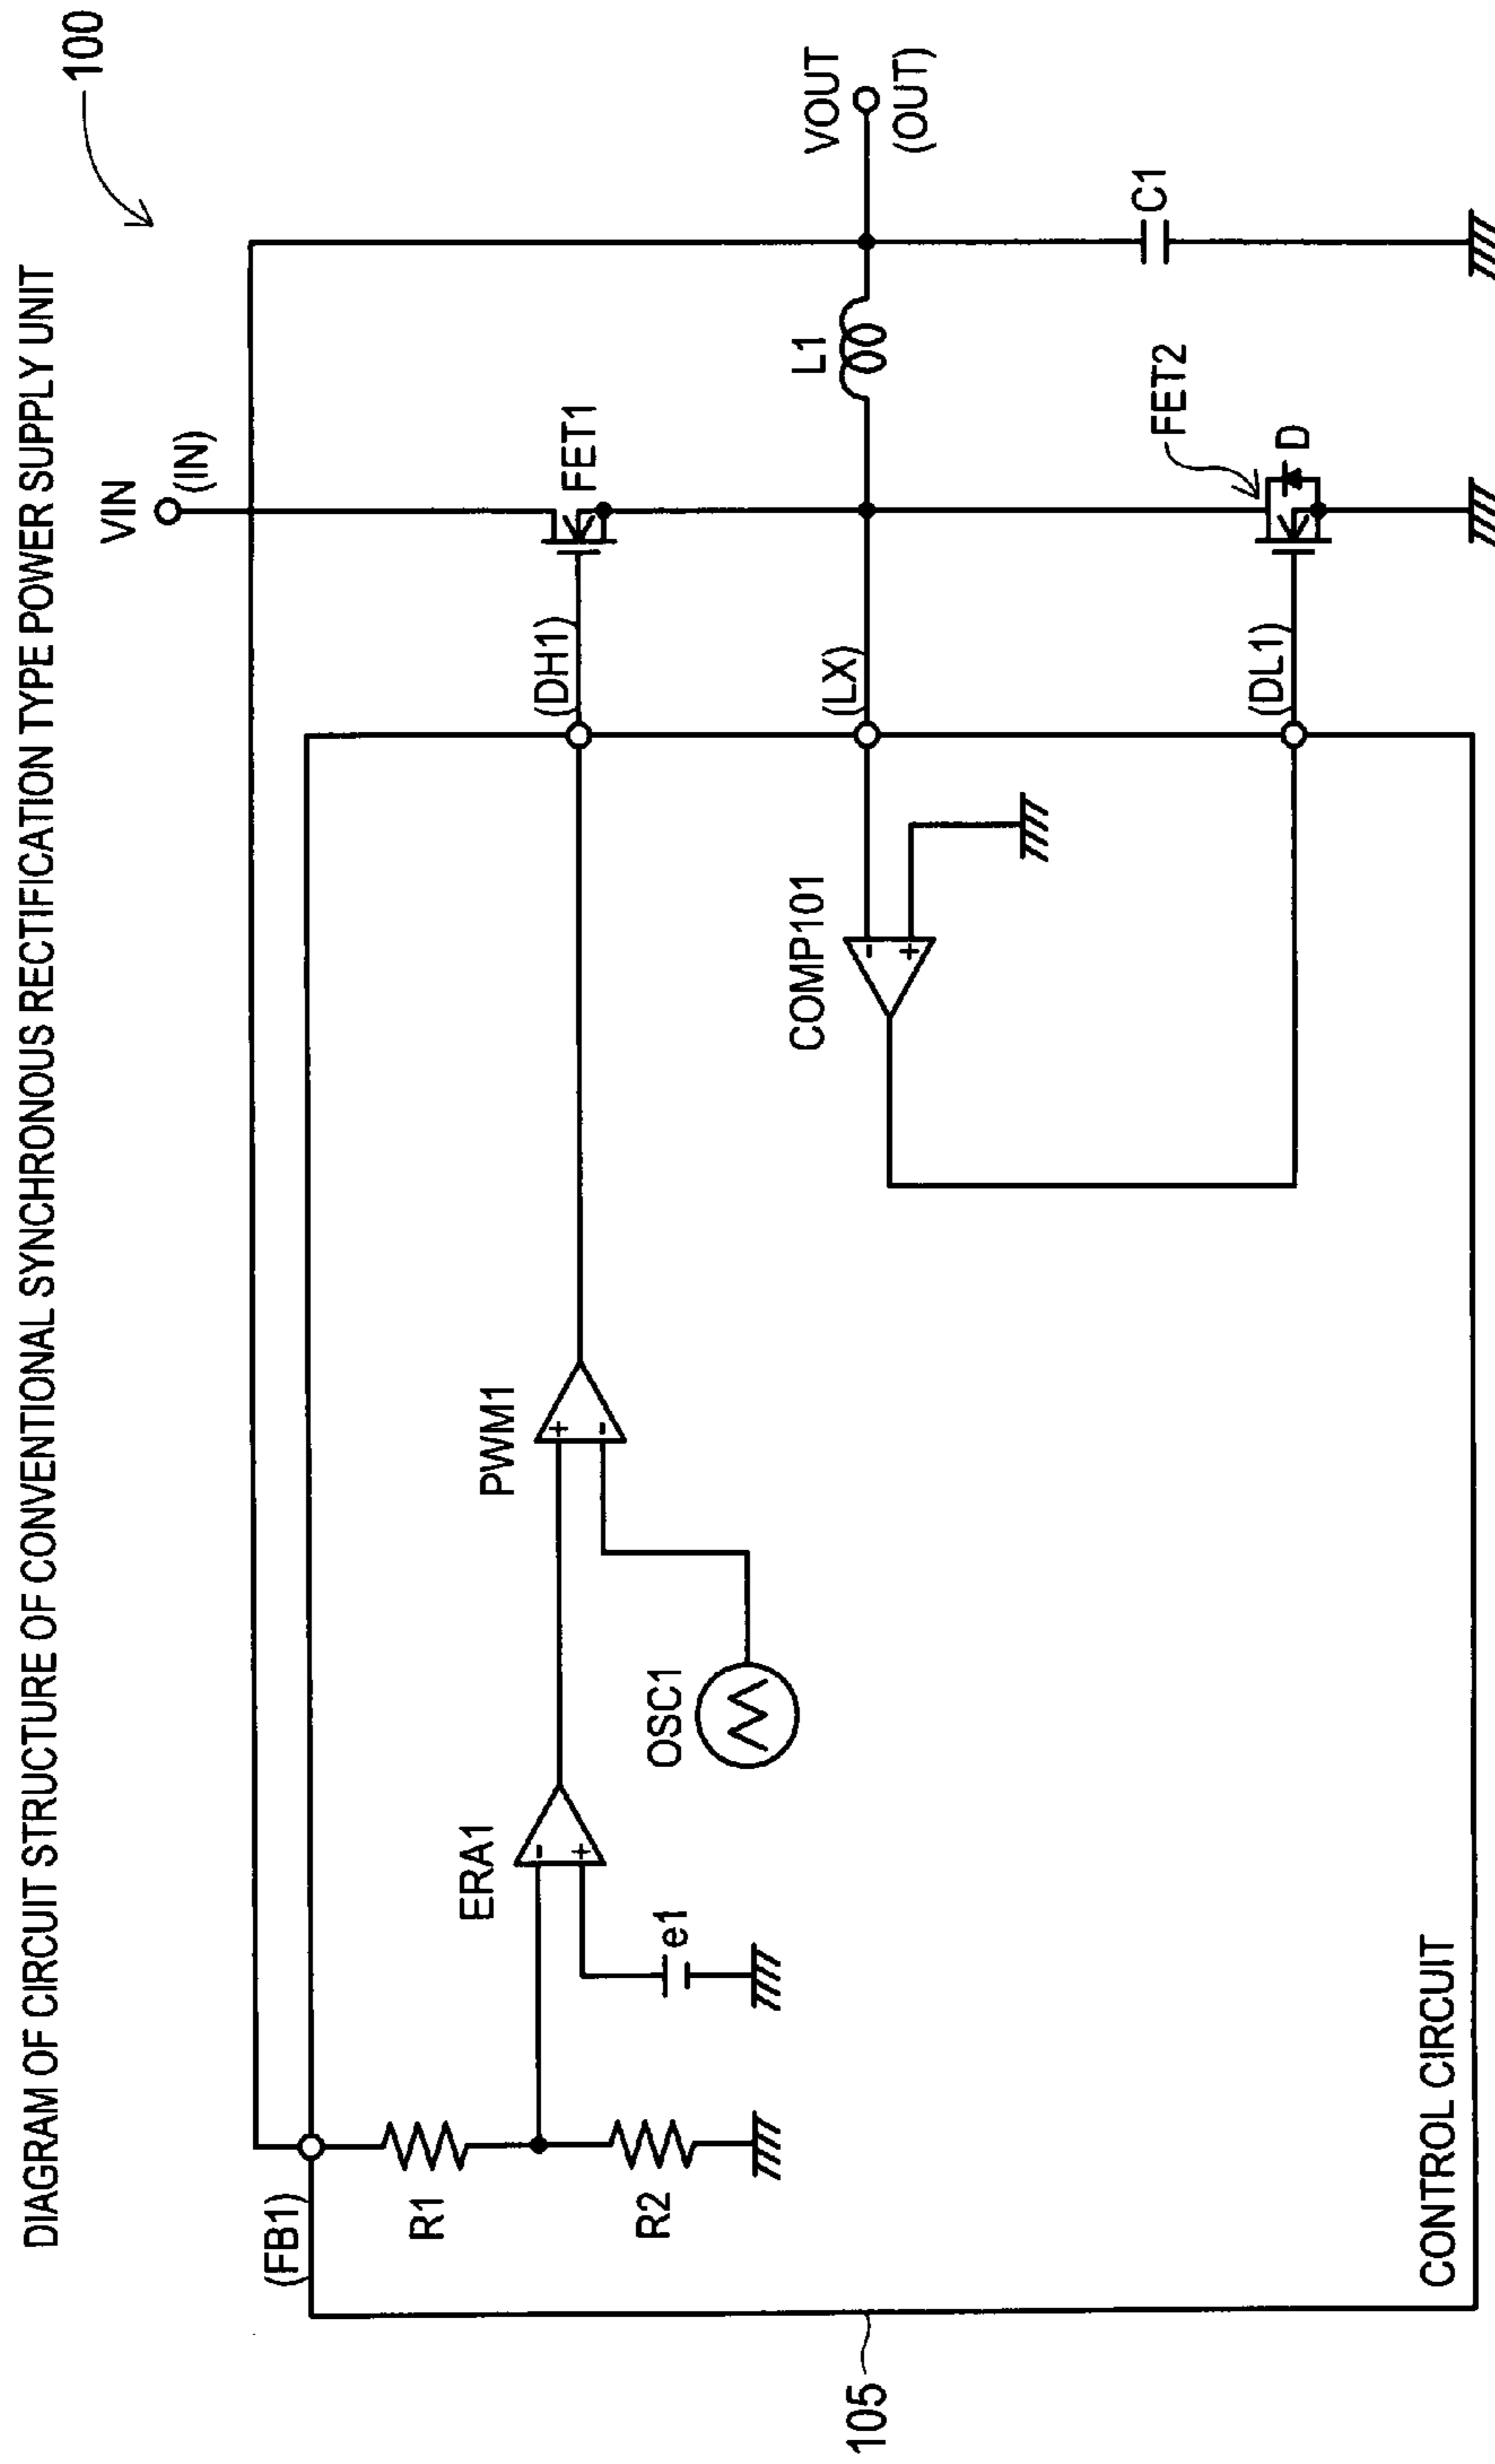 DIAGRAM OF CIRCUIT STRUCTURE OF CONVENTIONAL SYNCHRONOUS RECTIFICATION TYPE POWER SUPPLY UNIT
100
VIN
(IN)
(FB1)
R1
R2
ERA1
-
+
e1
PWM1
+
-
OSC1
(DH1)
FET1
COMP101
-
+
(LX)
L1
VOUT
(OUT)
C1
(DL1)
FET2
D
CONTROL CIRCUIT
105